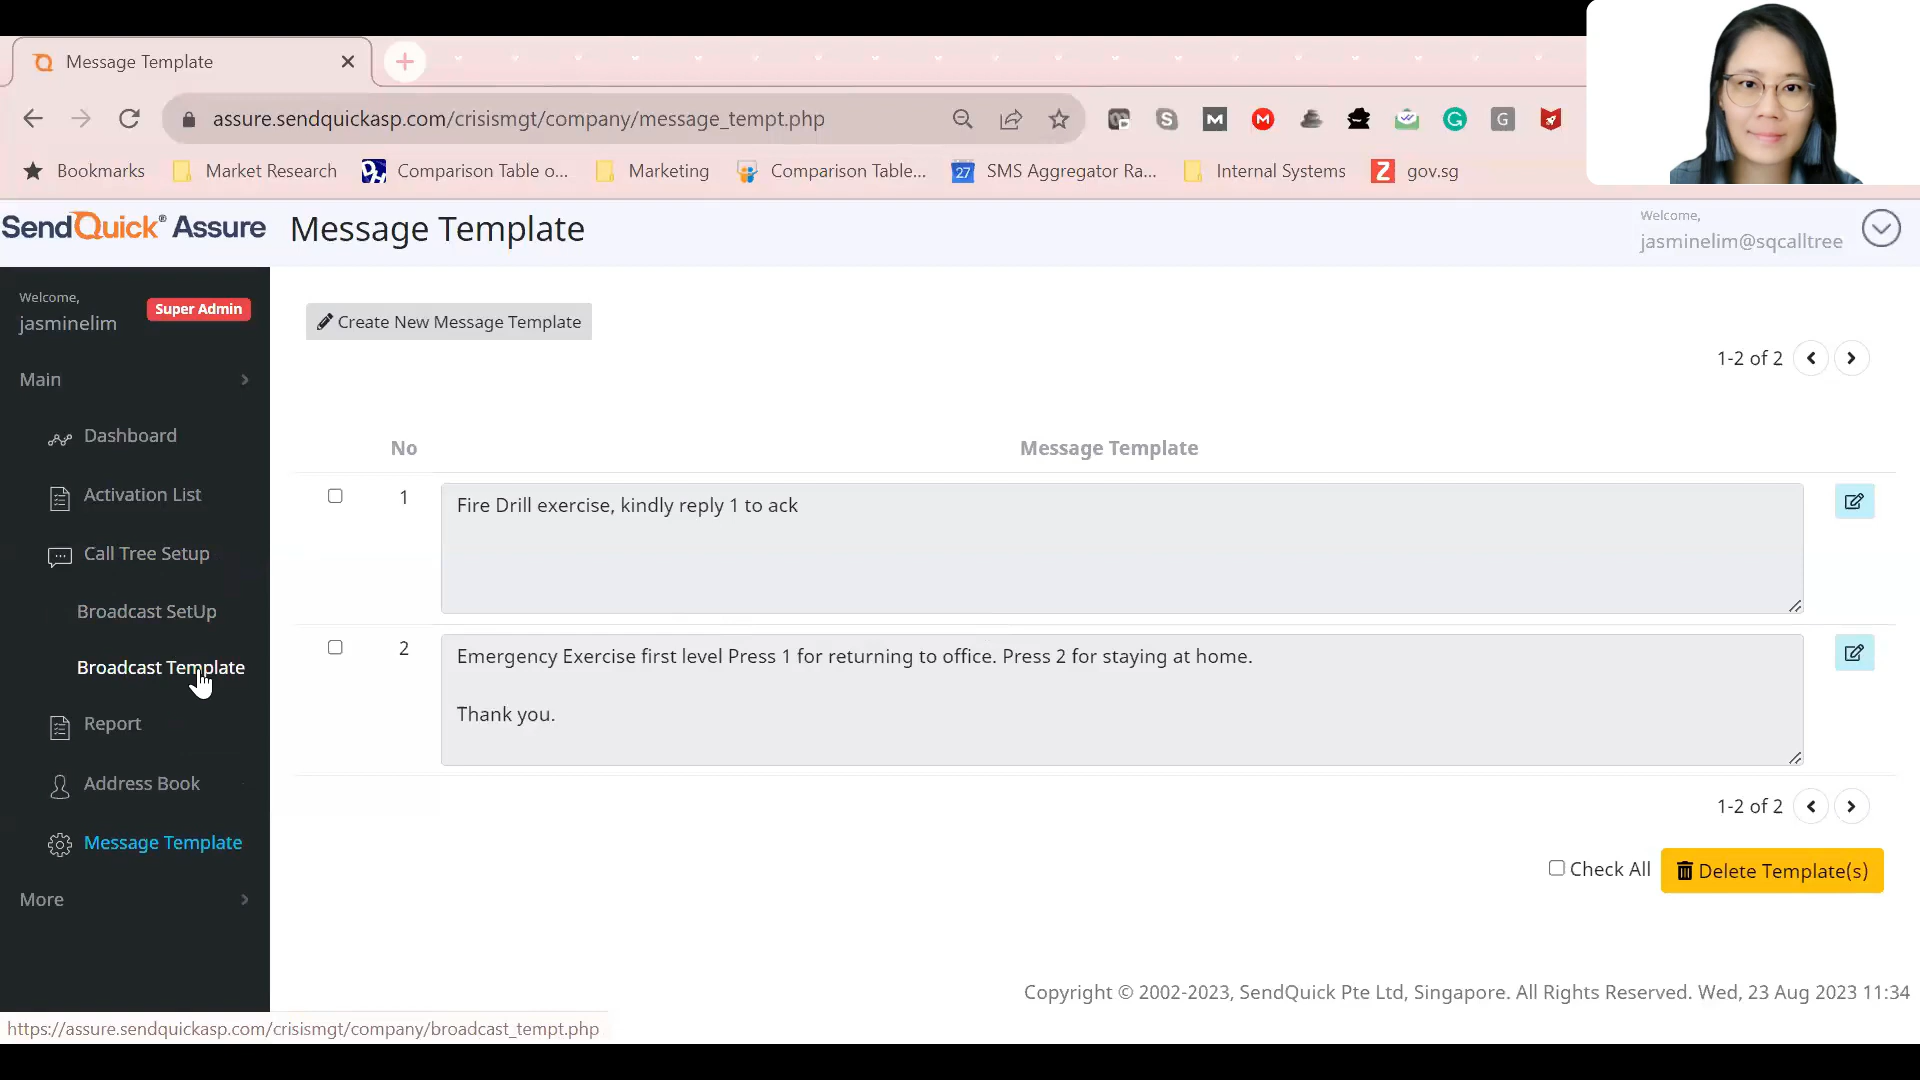 Message Template
assure.sendquickasp.com/crisismgt/company/message_tempt.php
Bookmarks
Market Research
Comparison Table o...
Marketing
Comparison Table...
27
SMS Aggregator Ra...
Internal Systems
Z
gov.sg
SendQuick® Assure
Message Template
Welcome,
jasminelim@sqcalltree
Welcome,
jasminelim
Super Admin
Main
Dashboard
Activation List
Call Tree Setup
Broadcast SetUp
Broadcast Template
Report
Address Book
Message Template
More
Create New Message Template
1-2 of 2
No
Message Template
1
Fire Drill exercise, kindly reply 1 to ack
2
Emergency Exercise first level Press 1 for returning to office. Press 2 for staying at home.
Thank you.
1-2 of 2
Check All
Delete Template(s)
Copyright © 2002-2023, SendQuick Pte Ltd, Singapore. All Rights Reserved. Wed, 23 Aug 2023 11:34
https://assure.sendquickasp.com/crisismgt/company/broadcast_tempt.php